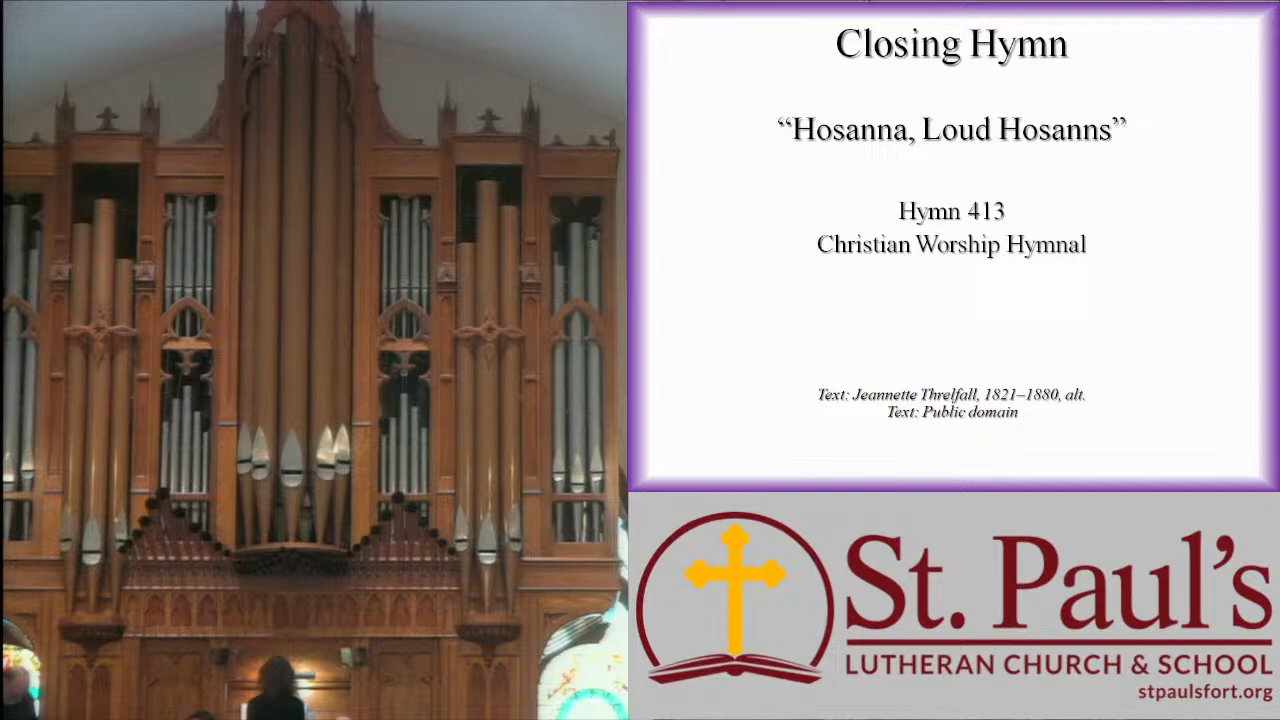 Closing Hymn
“Hosanna, Loud Hosanns”
Hymn 413
Christian Worship Hymnal
Text: Jeannette Threlfall, 1821–1880, alt.
Text: Public domain
St. Paul’s
LUTHERAN CHURCH & SCHOOL
stpaulsfort.org